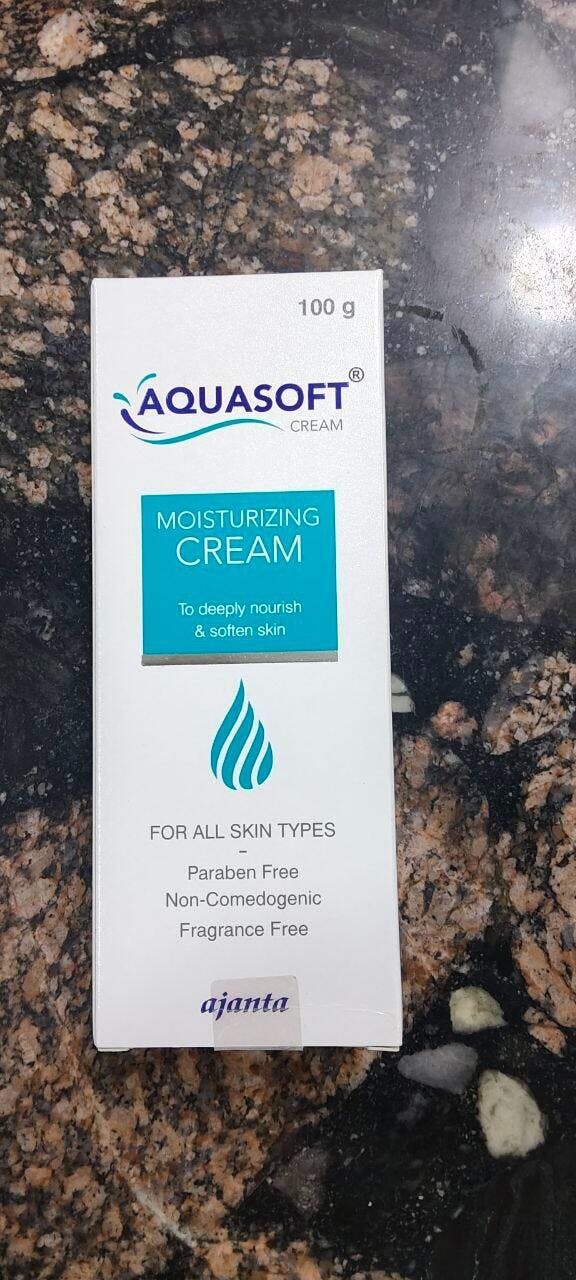 100 g
AQUASOFT®
CREAM
MOISTURIZING
CREAM
To deeply nourish
& soften skin
FOR ALL SKIN TYPES
-
Paraben Free
Non-Comedogenic
Fragrance Free
ajanta